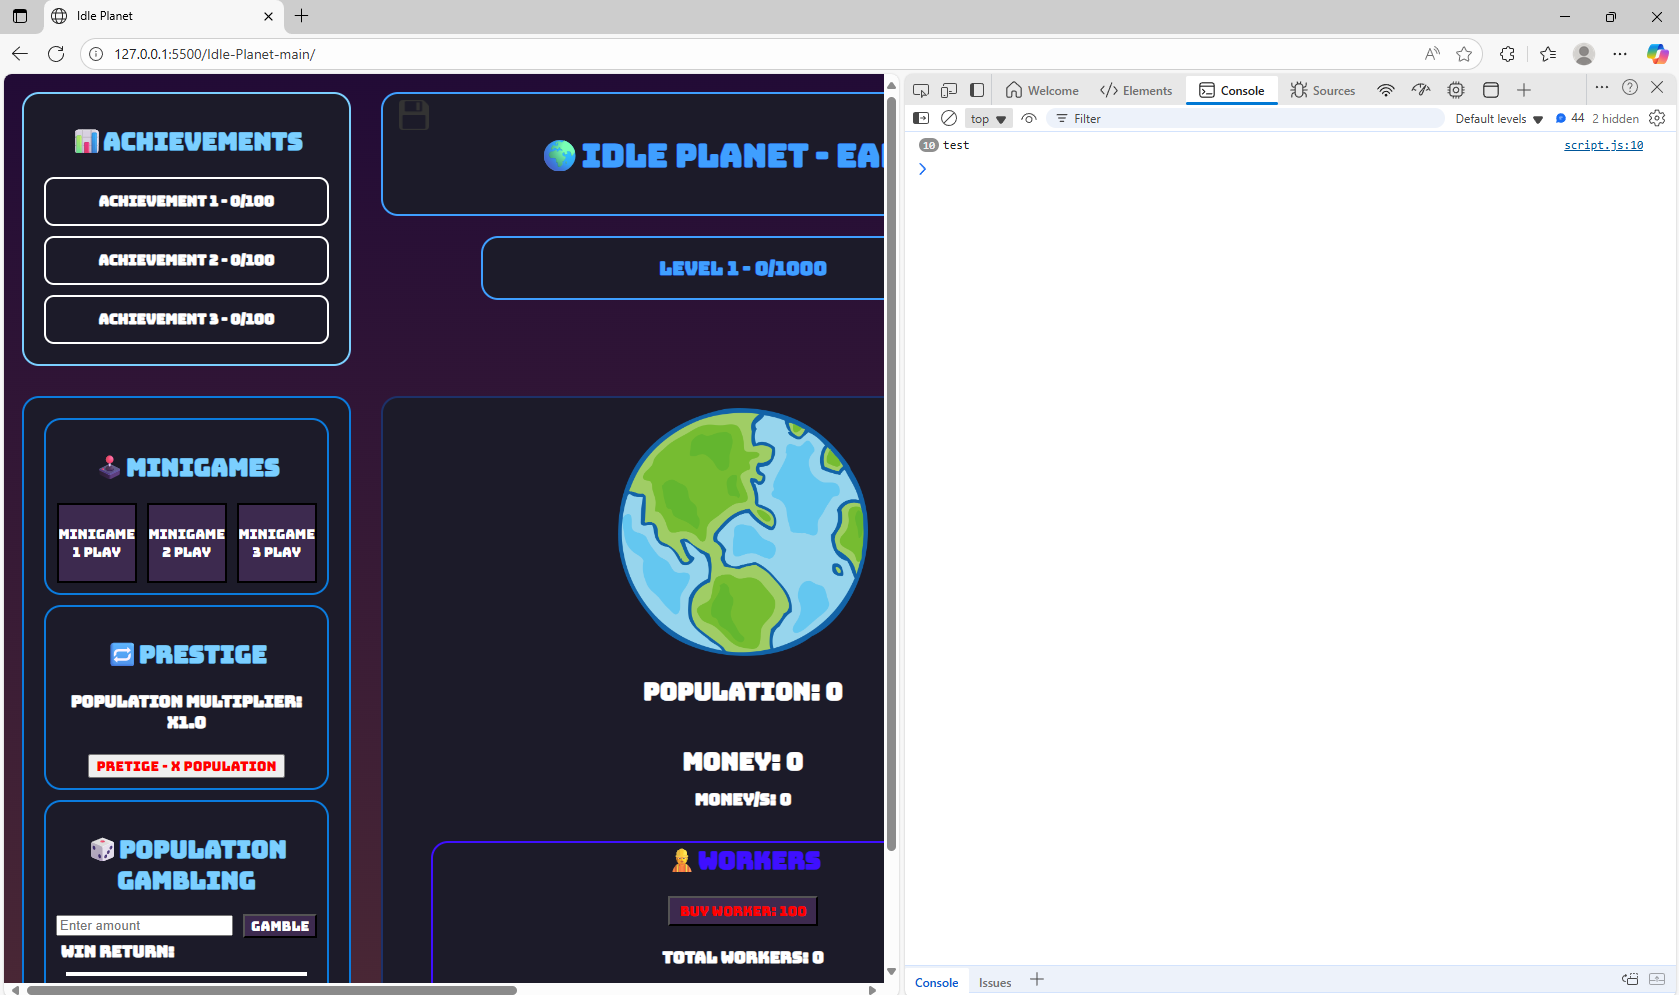 Idle Planet
127.0.0.1:5500/Idle-Planet-main/
ACHIEVEMENTS
ACHIEVEMENT 1 - 0/100
ACHIEVEMENT 2 - 0/100
ACHIEVEMENT 3 - 0/100
IDLE PLANET - EA
LEVEL 1 - 0/1000
MINIGAMES
MINIGAME
1 PLAY
MINIGAME
2 PLAY
MINIGAME
3 PLAY
PRESTIGE
POPULATION MULTIPLIER:
X1.0
PRETIGE - X POPULATION
POPULATION
GAMBLING
Enter amount
GAMBLE
WIN RETURN:
POPULATION: 0
MONEY: 0
MONEY/S: 0
WORKERS
BUY WORKER: 100
TOTAL WORKERS: 0
Welcome
Elements
Console
Sources
top
Filter
Default levels
44
2 hidden
10 test
script.js:10
Console
Issues